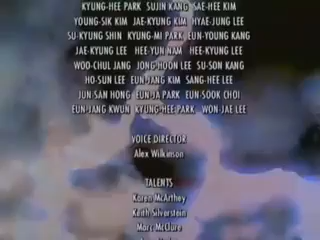 KYUNG-HEE PARK SUJIN KANG SAE-HEE KIM
YOUNG-SIK KIM JAE-KYUNG KIM HYAE-JUNG LEE
SU-KYUNG SHIN KYUNG-MI PARK EUN-YOUNG KANG
JAE-KYUNG LEE HEE-YUN NAM HEE-KYUNG LEE
WOO-CHUL JANG JONG-HOON LEE SU-SON KANG
HO-SUN LEE EUN-JANG KIM SANG-HEE LEE
JUN-SAN HONG EUN-JA PARK EUN-SOOK CHOI
EUN-JANG KWUN KYUNG-HEE PARK WON-JAE LEE
VOICE DIRECTOR
Alex Wilkinson
TALENTS
Karen McArthey
Keith Silverstein
Marc McClure